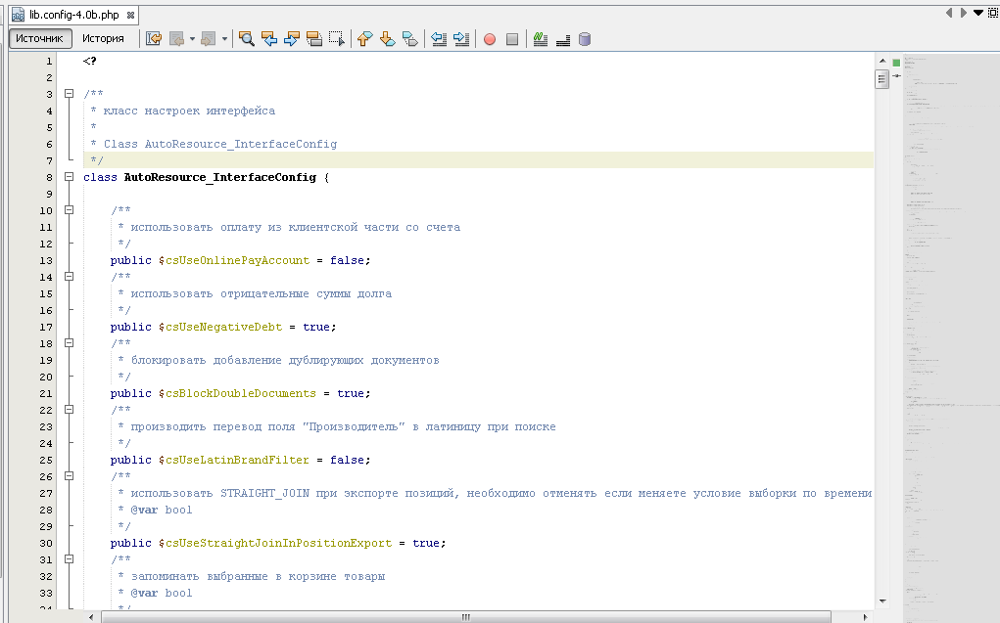 lib.config-4.0b.php
Источник История
1 <?
2
3 /**
4 * класс настроек интерфейса
5 *
6 * Class AutoResource_InterfaceConfig
7 */
8 class AutoResource_InterfaceConfig {
9
10 /**
11 * использовать оплату из клиентской части со счета
12 */
13 public $csUseOnlinePayAccount = false;
14 /**
15 * использовать отрицательные суммы долга
16 */
17 public $csUseNegativeDebt = true;
18 /**
19 * блокировать добавление дублирующих документов
20 */
21 public $csBlockDoubleDocuments = true;
22 /**
23 * производить перевод поля "Производитель" в латиницу при поиске
24 */
25 public $csUseLatinBrandFilter = false;
26 /**
27 * использовать STRAIGHT_JOIN при экспорте позиций, необходимо отменять если меняете условие выборки по времени
28 * @var bool
29 */
30 public $csUseStraightJoinInPositionExport = true;
31 /**
32 * запоминать выбранные в корзине товары
33 * @var bool